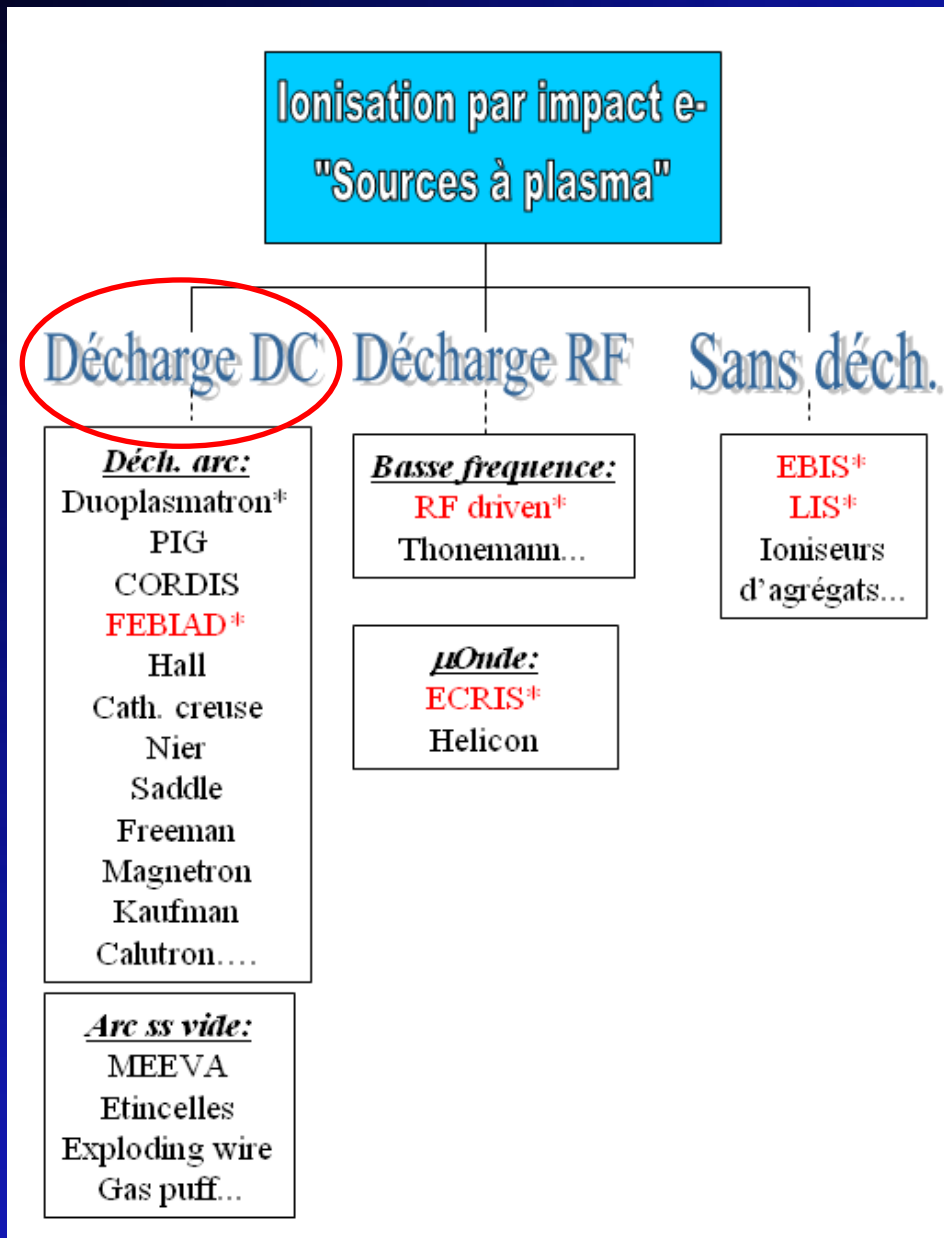 Ionisation par impact e-
"Sources à plasma"
Décharge DC
Déch. arc:
Duoplasmatron*
PIG
CORDIS
FEBIAD*
Hall
Cath. creuse
Nier
Saddle
Freeman
Magnetron
Kaufman
Calutron….
Arc ss vide:
MEEVA
Etincelles
Exploding wire
Gas puff...
Décharge RF
Basse frequence:
RF driven*
Thonemann...
µOnde:
ECRIS*
Helicon
Sans déch.
EBIS*
LIS*
Ioniseurs
d’agrégats...